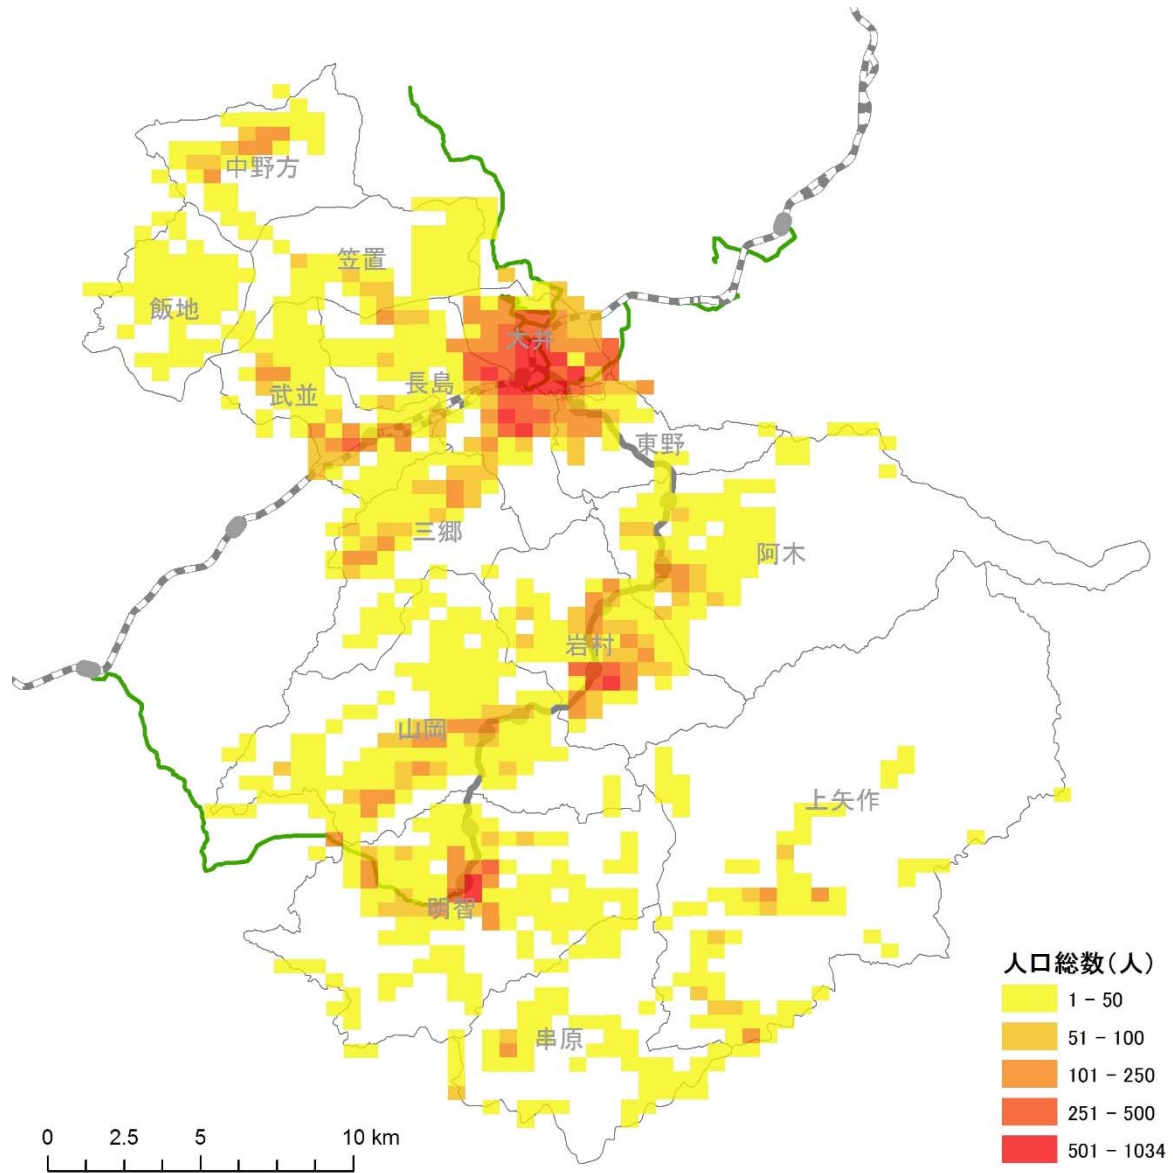 中野方
笠置
飯地
大井
長島
武並
東野
三郷
阿木
岩村
山岡
上矢作
明智
串原
人口総数(人)
1 - 50
51 - 100
101 - 250
251 - 500
501 - 1034
0 2.5 5 10 km